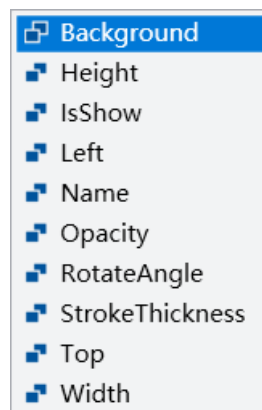 Background
Height
IsShow
Left
Name
Opacity
RotateAngle
StrokeThickness
Top
Width